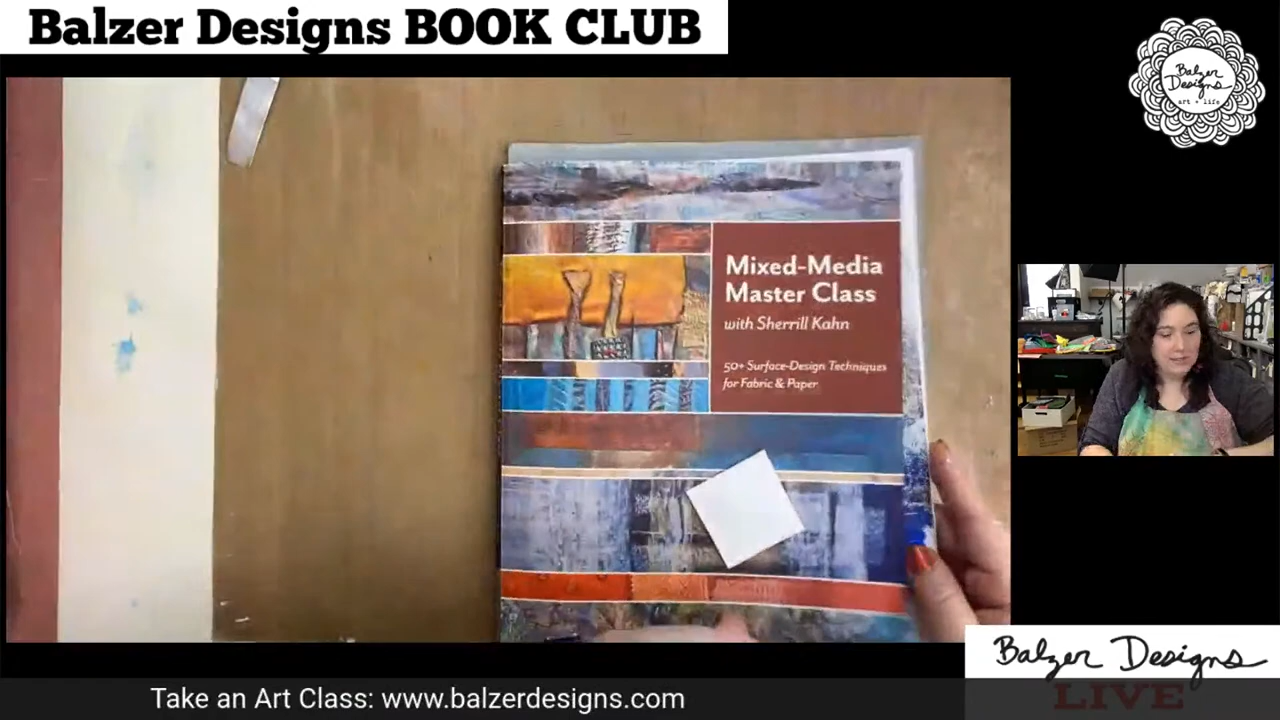 Balzer Designs BOOK CLUB
Balzer
Designs
art + life
Mixed-Media
Master Class
with Sherrill Kahn
50+ Surface-Design Techniques
for Fabric & Paper
Balzer Designs
LIVE
Take an Art Class: www.balzerdesigns.com